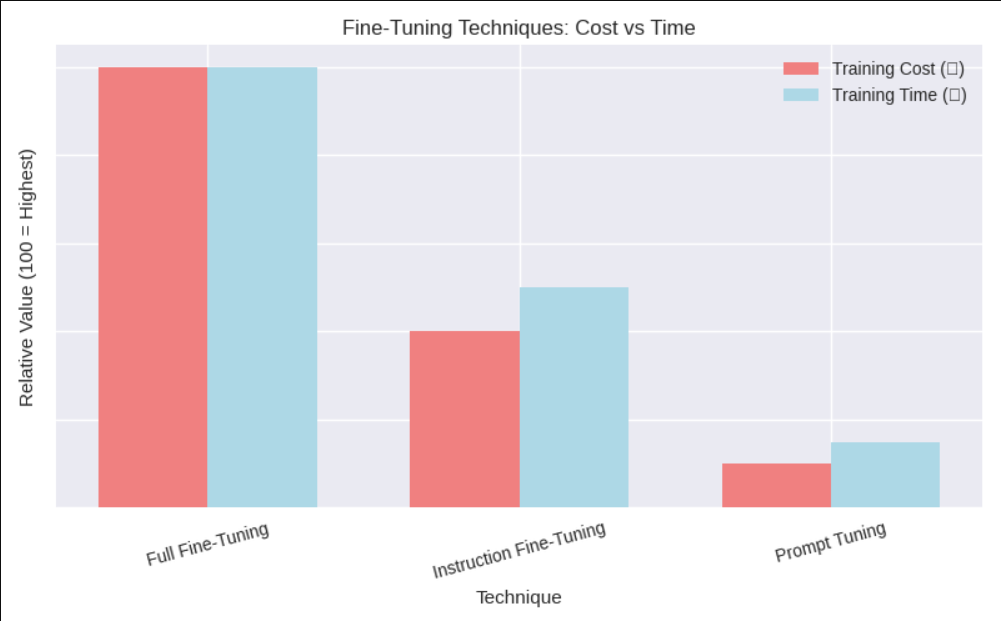 Fine-Tuning Techniques: Cost vs Time
Training Cost (▯)
Training Time (▯)
Relative Value (100 = Highest)
Full Fine-Tuning
Instruction Fine-Tuning
Prompt Tuning
Technique